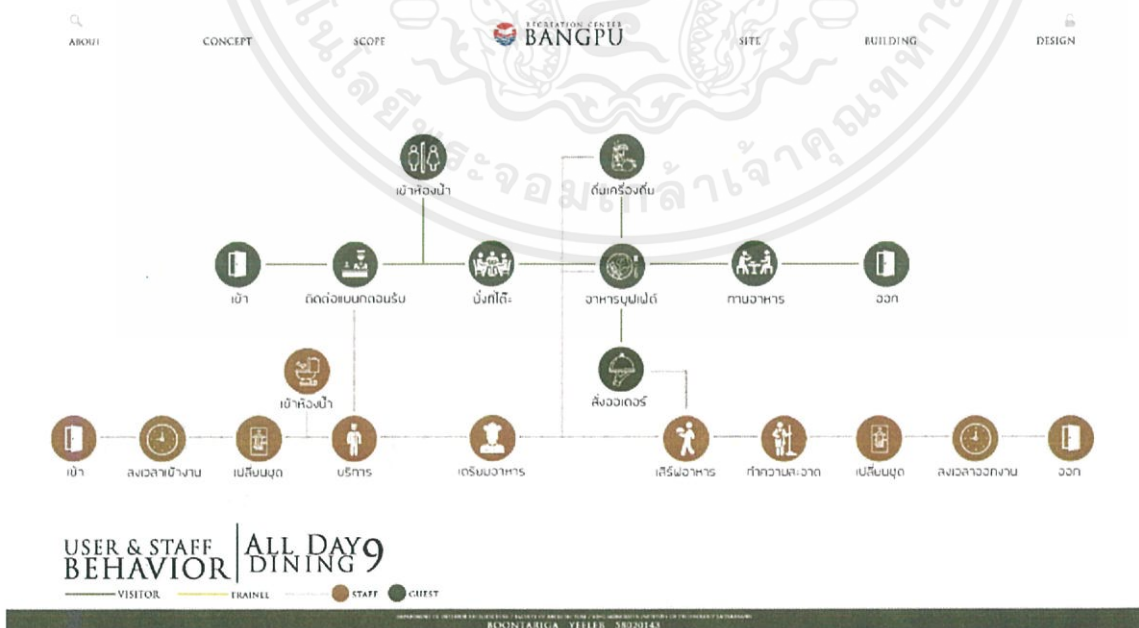 ABOUT
CONCEPT
SCOPE
RECREATION CENTER
BANGPU
SITE
BUILDING
DESIGN
เข้าห้องน้ำ
ดื่มเครื่องดื่ม
เข้า
ติดต่อแบนกตอนรับ
นั่งที่โต๊ะ
อาหารบุฟเฟ่ต์
ทานอาหาร
ออก
เข้าห้องน้ำ
สั่งออเดอร์
เข้า
ลงเวลาเข้างาน
เปลี่ยนชุด
บริการ
เตรียมอาหาร
เสิร์ฟอาหาร
ทำความสะอาด
เปลี่ยนชุด
ลงเวลาออกงาน
ออก
USER & STAFF
BEHAVIOR
ALL DAY
DINING 9
VISITOR
TRAINEE
STAFF
GUEST
BOONTARIGA YEELER 58020143